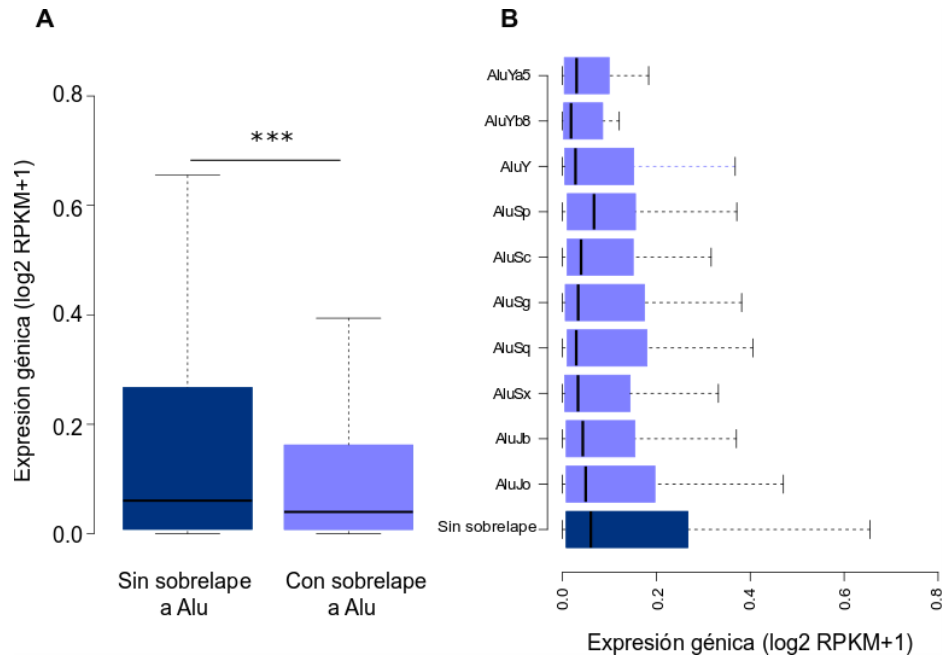 A
Expresión génica (log2 RPKM+1)
0.8
0.6
0.4
0.2
0.0
***
Sin sobrelape
a Alu
Con sobrelape
a Alu
B
AluYa5
AluYb8
AluY
AluSp
AluSc
AluSg
AluSq
AluSx
AluJb
AluJo
Sin sobrelape
0.0
0.2
0.4
0.6
0.8
Expresión génica (log2 RPKM+1)